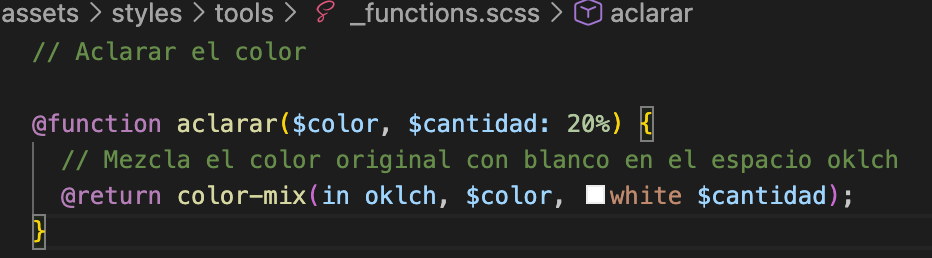 assets > styles > tools > _functions.scss > aclarar
// Aclarar el color
@function aclarar($color, $cantidad: 20%) {
// Mezcla el color original con blanco en el espacio oklch
@return color-mix(in oklch, $color, white $cantidad);
}